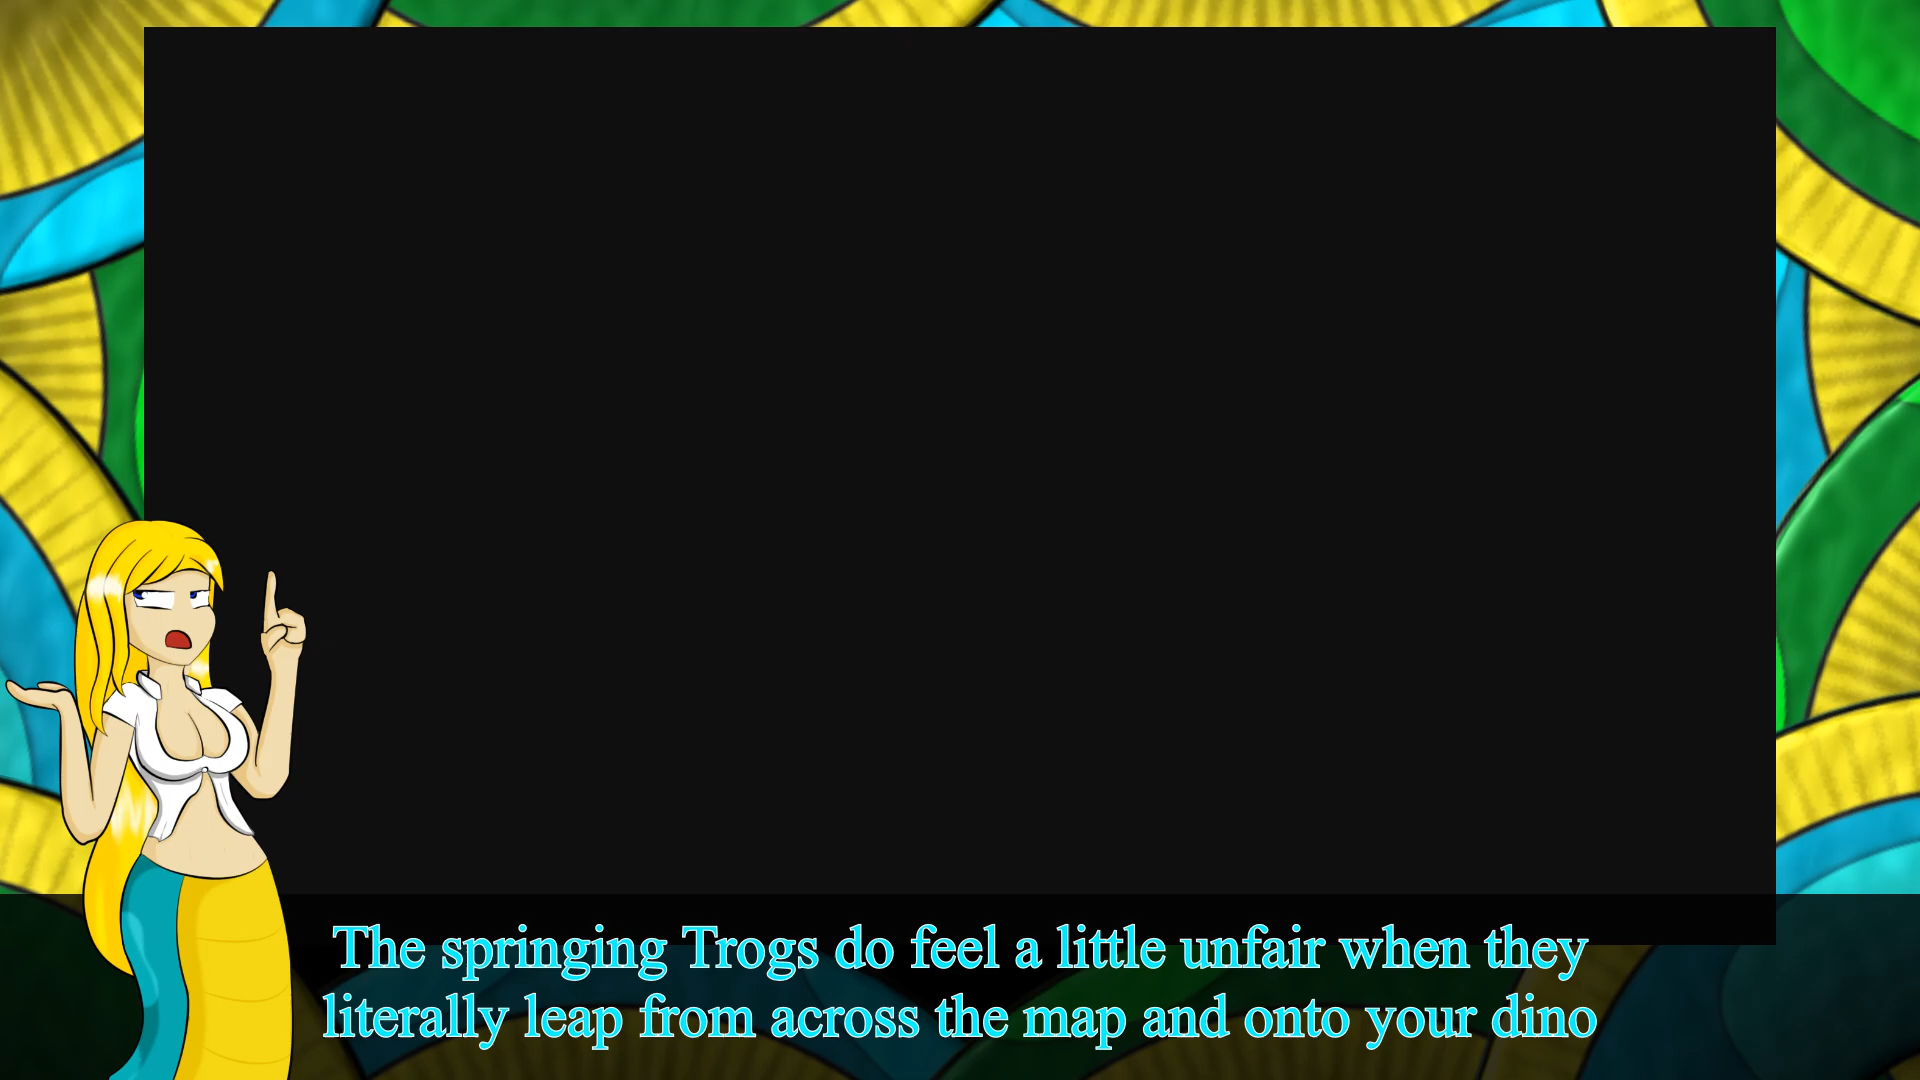 The springing Trogs do feel a little unfair when they
literally leap from across the map and onto your dino